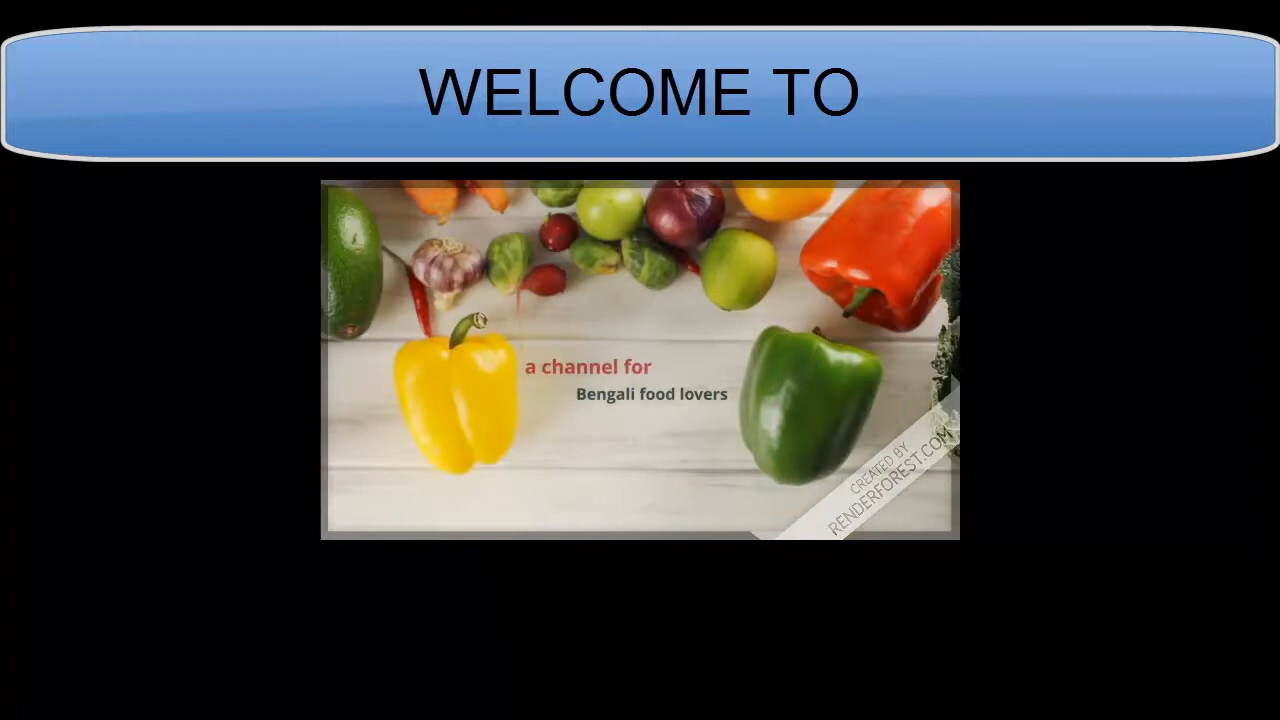 WELCOME TO
a channel for
Bengali food lovers
CREATED BY
RENDERFOREST.COM